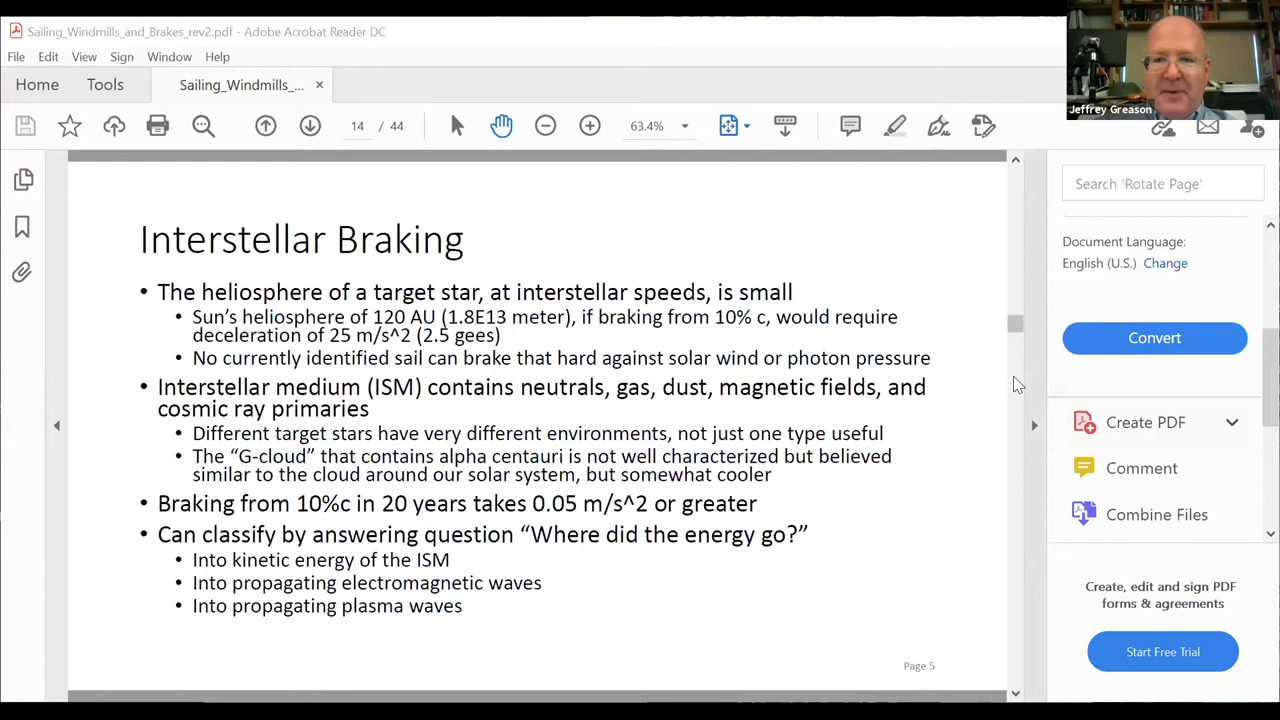 Sailing_Windmills_and_Brakes_rev2.pdf - Adobe Acrobat Reader DC
File Edit View Sign Window Help
Home Tools Sailing_Windmills_... ×
14 / 44 63.4%
Jeffrey Greason
Interstellar Braking
• The heliosphere of a target star, at interstellar speeds, is small
• Sun's heliosphere of 120 AU (1.8E13 meter), if braking from 10% c, would require
deceleration of 25 m/s^2 (2.5 gees)
• No currently identified sail can brake that hard against solar wind or photon pressure
• Interstellar medium (ISM) contains neutrals, gas, dust, magnetic fields, and
cosmic ray primaries
• Different target stars have very different environments, not just one type useful
• The “G-cloud” that contains alpha centauri is not well characterized but believed
similar to the cloud around our solar system, but somewhat cooler
• Braking from 10%c in 20 years takes 0.05 m/s^2 or greater
• Can classify by answering question “Where did the energy go?”
• Into kinetic energy of the ISM
• Into propagating electromagnetic waves
• Into propagating plasma waves
Page 5
Search 'Rotate Page'
Document Language:
English (U.S.) Change
Convert
Create PDF
Comment
Combine Files
Create, edit and sign PDF
forms & agreements
Start Free Trial